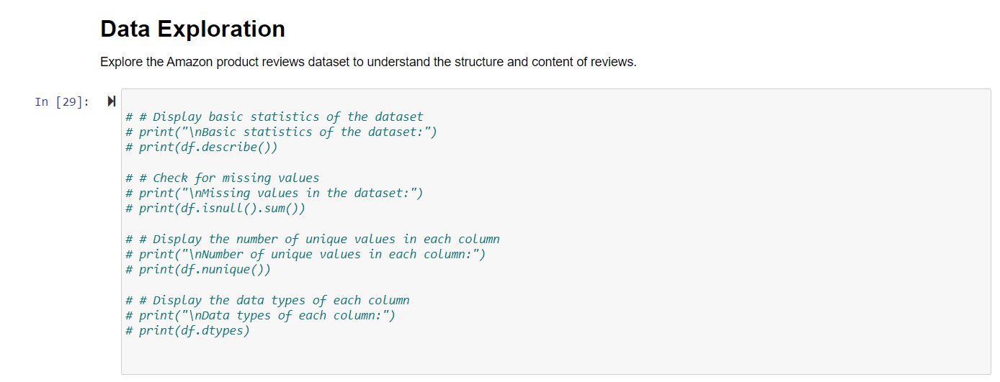 Data Exploration
Explore the Amazon product reviews dataset to understand the structure and content of reviews.
In [29]:
# # Display basic statistics of the dataset
# print("\nBasic statistics of the dataset:")
# print(df.describe())
# # Check for missing values
# print("\nMissing values in the dataset:")
# print(df.isnull().sum())
# # Display the number of unique values in each column
# print("\nNumber of unique values in each column:")
# print(df.nunique())
# # Display the data types of each column
# print("\nData types of each column:")
# print(df.dtypes)